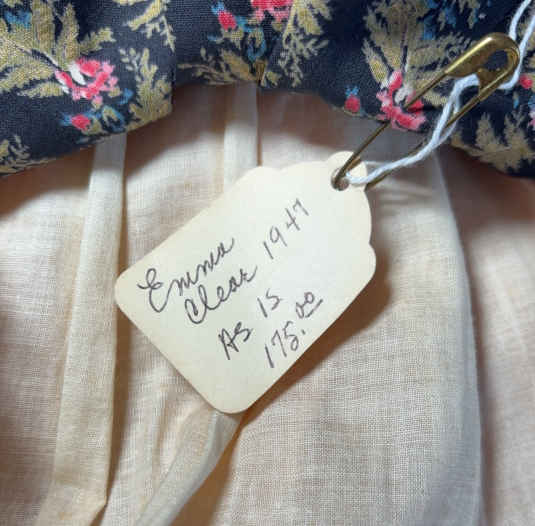 Emma
Clear 1947
As is
175.00